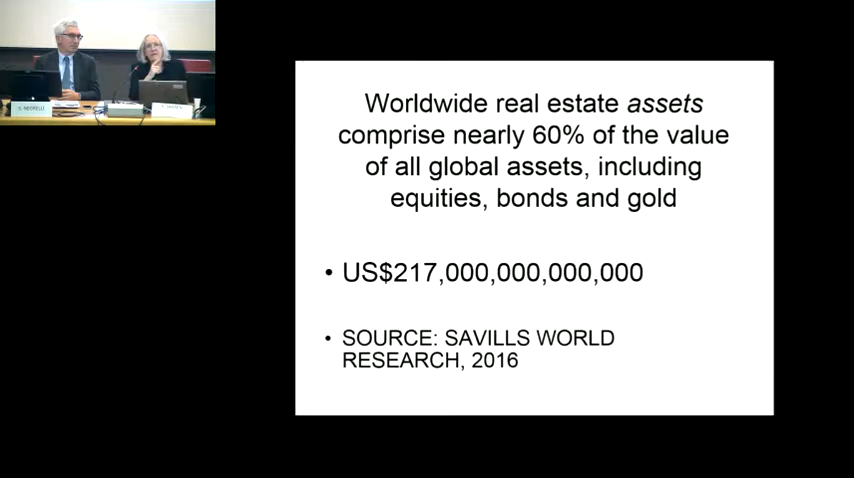 S. NEGRELLI
Worldwide real estate assets
comprise nearly 60% of the value
of all global assets, including
equities, bonds and gold
• US$217,000,000,000,000
• SOURCE: SAVILLS WORLD
RESEARCH, 2016